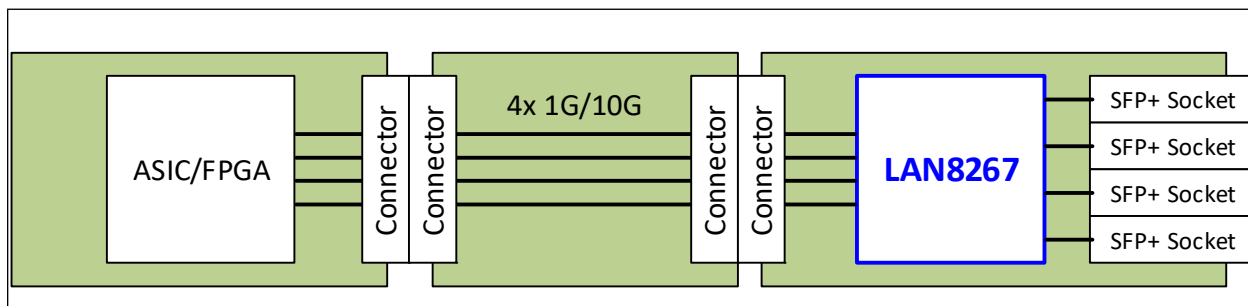 ASIC/FPGA
Connector
Connector
4x 1G/10G
Connector
Connector
LAN8267
SFP+ Socket
SFP+ Socket
SFP+ Socket
SFP+ Socket